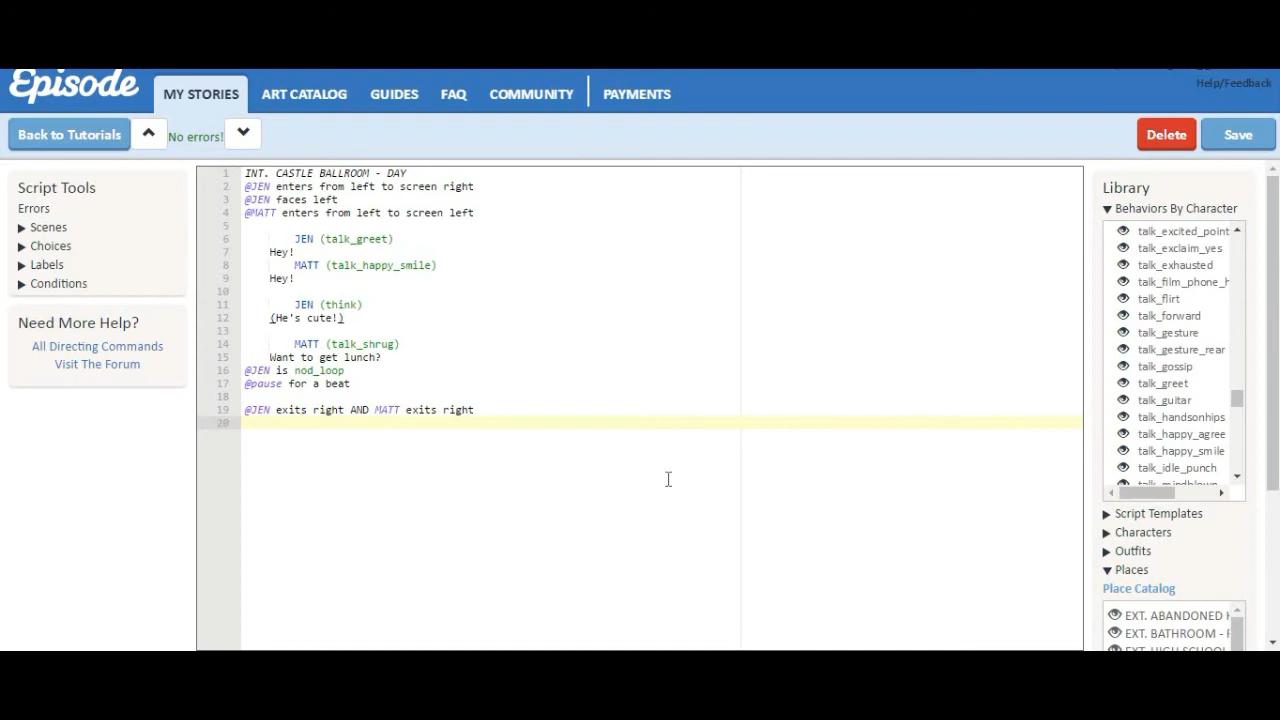 Episode
MY STORIES
ART CATALOG
GUIDES
FAQ
COMMUNITY
PAYMENTS
Help/Feedback
Back to Tutorials
No errors!
Delete
Save
Script Tools
Errors
Scenes
Choices
Labels
Conditions
Need More Help?
All Directing Commands
Visit The Forum
1 INT. CASTLE BALLROOM - DAY
2 @JEN enters from left to screen right
3 @JEN faces left
4 @MATT enters from left to screen left
5
6 JEN (talk_greet)
7 Hey!
8 MATT (talk_happy_smile)
9 Hey!
10
11 JEN (think)
12 (He's cute!)
13
14 MATT (talk_shrug)
15 Want to get lunch?
16 @JEN is nod_loop
17 @pause for a beat
18
19 @JEN exits right AND MATT exits right
20
Library
Behaviors By Character
talk_excited_point
talk_exclaim_yes
talk_exhausted
talk_film_phone_h
talk_flirt
talk_forward
talk_gesture
talk_gesture_rear
talk_gossip
talk_greet
talk_guitar
talk_handsonhips
talk_happy_agree
talk_happy_smile
talk_idle_punch
Script Templates
Characters
Outfits
Places
Place Catalog
EXT. ABANDONED
EXT. BATHROOM -